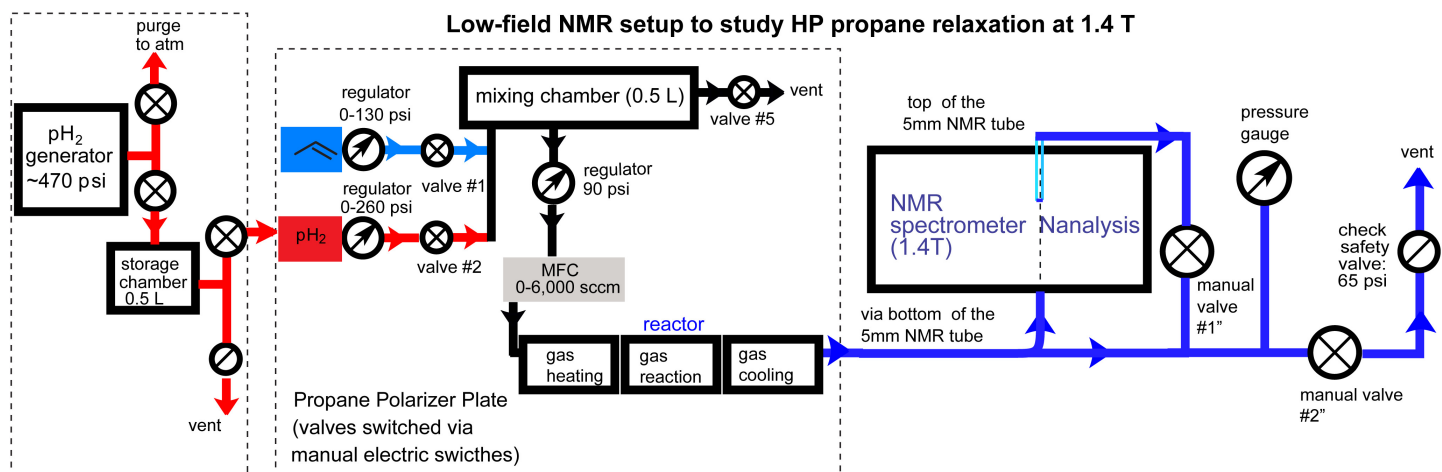 Low-field NMR setup to study HP propane relaxation at 1.4 T
purge
to atm
pH2
generator
~470 psi
storage
chamber
0.5 L
vent
regulator
0-130 psi
valve #1
regulator
0-260 psi
pH2
valve #2
mixing chamber (0.5 L)
valve #5
vent
regulator
90 psi
MFC
0-6,000 sccm
reactor
gas
heating
gas
reaction
gas
cooling
Propane Polarizer Plate
(valves switched via
manual electric swicthes)
top of the
5mm NMR tube
NMR
spectrometer
(1.4T)
Nanalysis
via bottom of the
5mm NMR tube
manual
valve
#1”
pressure
gauge
manual valve
#2”
check
safety
valve:
65 psi
vent